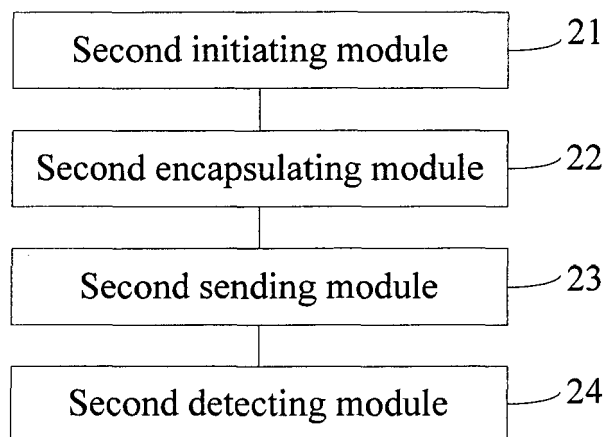 Second initiating module 21
Second encapsulating module 22
Second sending module 23
Second detecting module 24